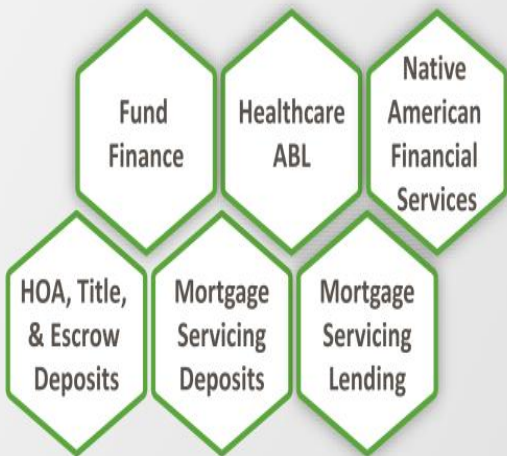 Fund
Finance
Healthcare
ABL
Native
American
Financial
Services
HOA, Title,
& Escrow
Deposits
Mortgage
Servicing
Deposits
Mortgage
Servicing
Lending